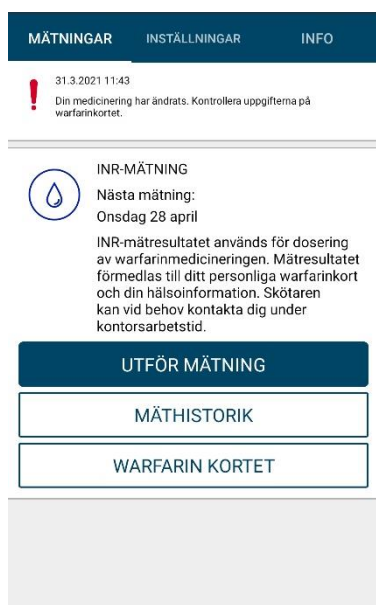 MÄTNINGAR INSTÄLLNINGAR INFO
31.3.2021 11:43
Din medicinering har ändrats. Kontrollera uppgifterna på
warfarinkortet.
INR-MÄTNING
Nästa mätning:
Onsdag 28 april
INR-mätresultatet används för dosering
av warfarinmedicineringen. Mätresultatet
förmedlas till ditt personliga warfarinkort
och din hälsoinformation. Skötaren
kan vid behov kontakta dig under
kontorsarbetstid.
UTFÖR MÄTNING
MÄTHISTORIK
WARFARIN KORTET